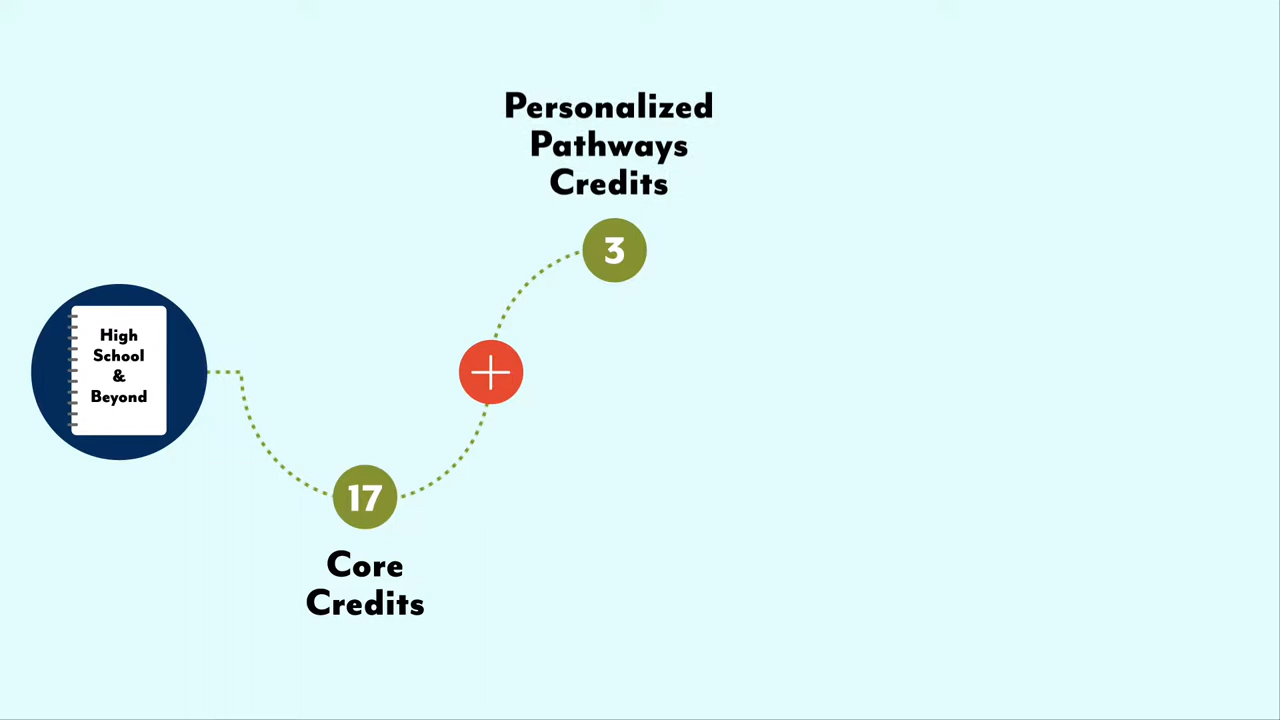 High
School
&
Beyond
17
Core
Credits
Personalized
Pathways
Credits
3